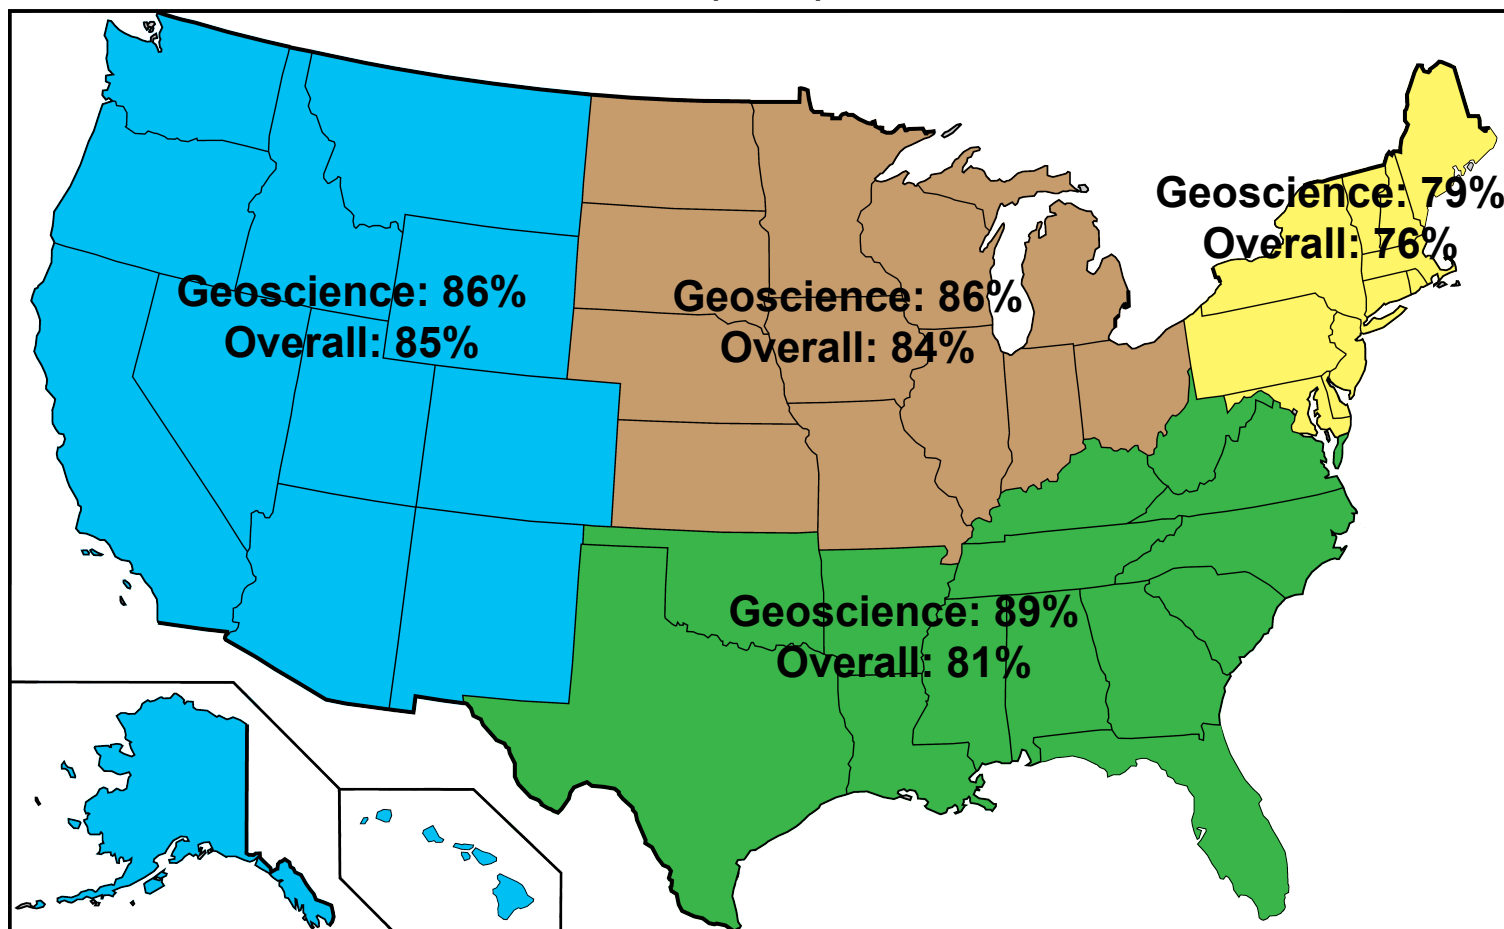 Geoscience: 79%
Overall: 76%
Geoscience: 86%
Overall: 85%
Geoscience: 86%
Overall: 84%
Geoscience: 89%
Overall: 81%